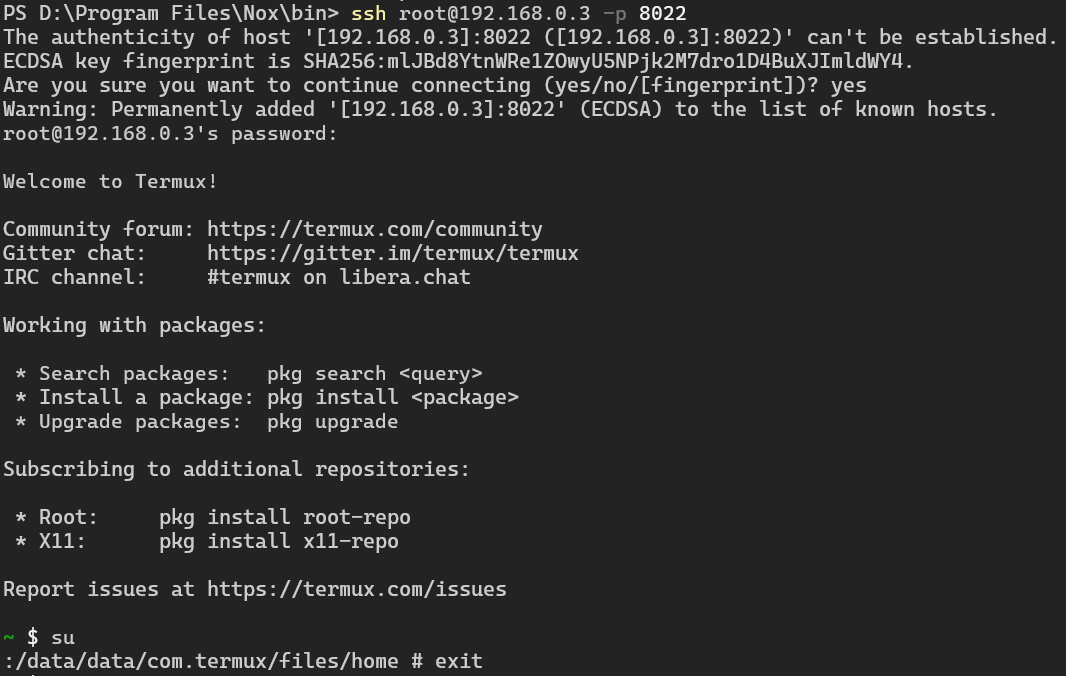 PS D:\Program Files\Nox\bin> ssh root@192.168.0.3 -p 8022
The authenticity of host '[192.168.0.3]:8022 ([192.168.0.3]:8022)' can't be established.
ECDSA key fingerprint is SHA256:mlJBd8YtnWRe1ZOwyU5NPjk2M7dro1D4BuXJImldWY4.
Are you sure you want to continue connecting (yes/no/[fingerprint])? yes
Warning: Permanently added '[192.168.0.3]:8022' (ECDSA) to the list of known hosts.
root@192.168.0.3's password:
Welcome to Termux!
Community forum: https://termux.com/community
Gitter chat:     https://gitter.im/termux/termux
IRC channel:     #termux on libera.chat
Working with packages:
 * Search packages:   pkg search <query>
 * Install a package: pkg install <package>
 * Upgrade packages:  pkg upgrade
Subscribing to additional repositories:
 * Root:     pkg install root-repo
 * X11:      pkg install x11-repo
Report issues at https://termux.com/issues
~ $ su
:/data/data/com.termux/files/home # exit